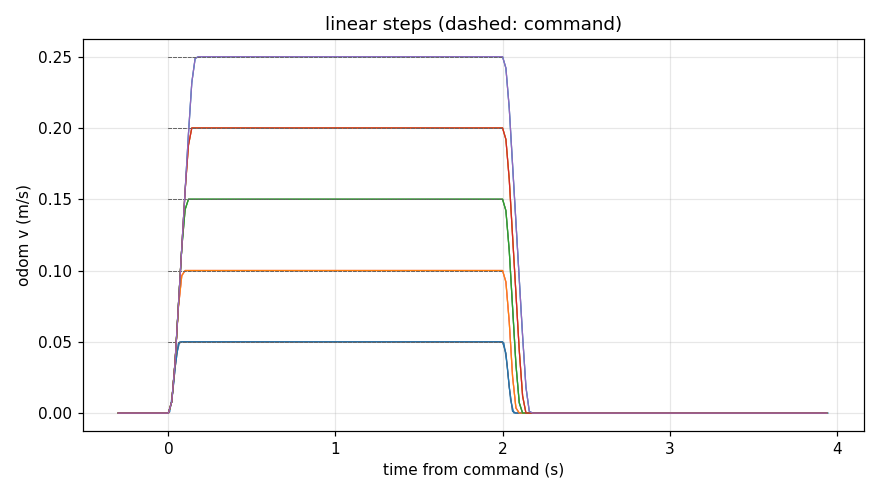 linear steps (dashed: command)
0.25
0.20
0.15
0.10
0.05
0.00
odom v (m/s)
0 1 2 3 4
time from command (s)